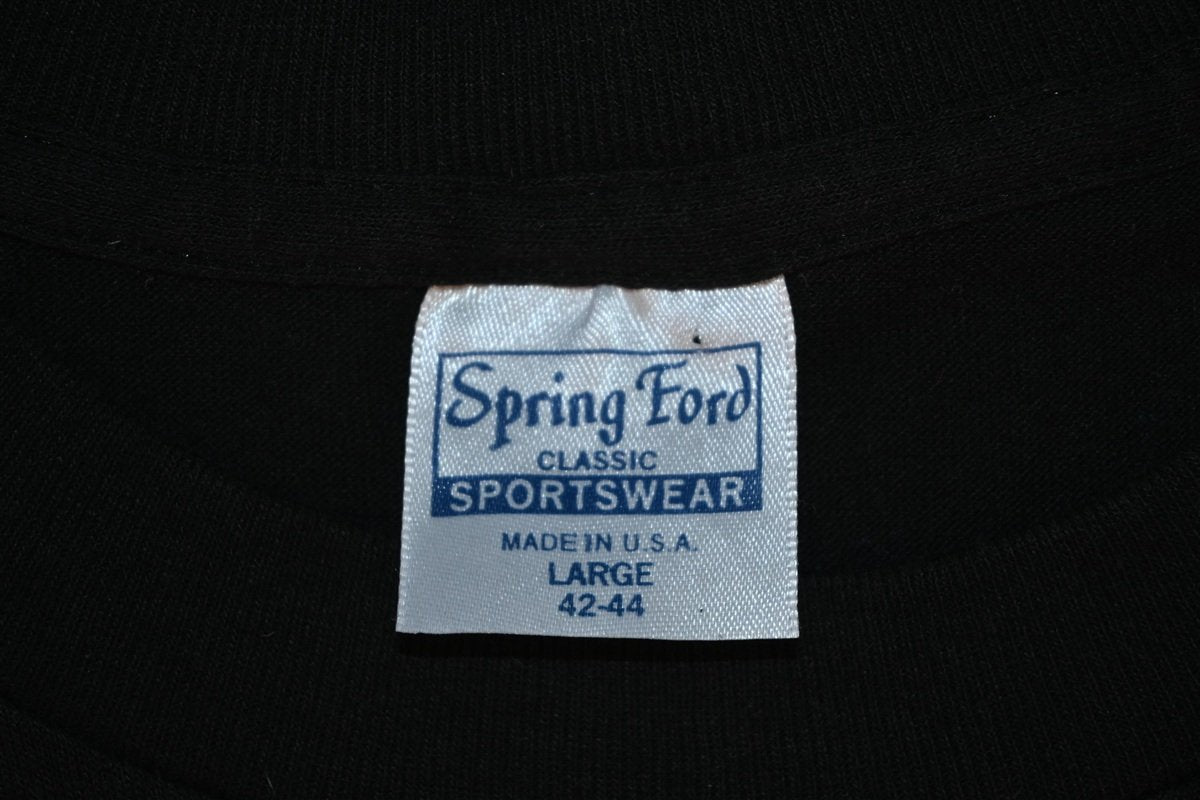 Spring Ford
CLASSIC
SPORTSWEAR
MADE IN U.S.A.
LARGE
42-44